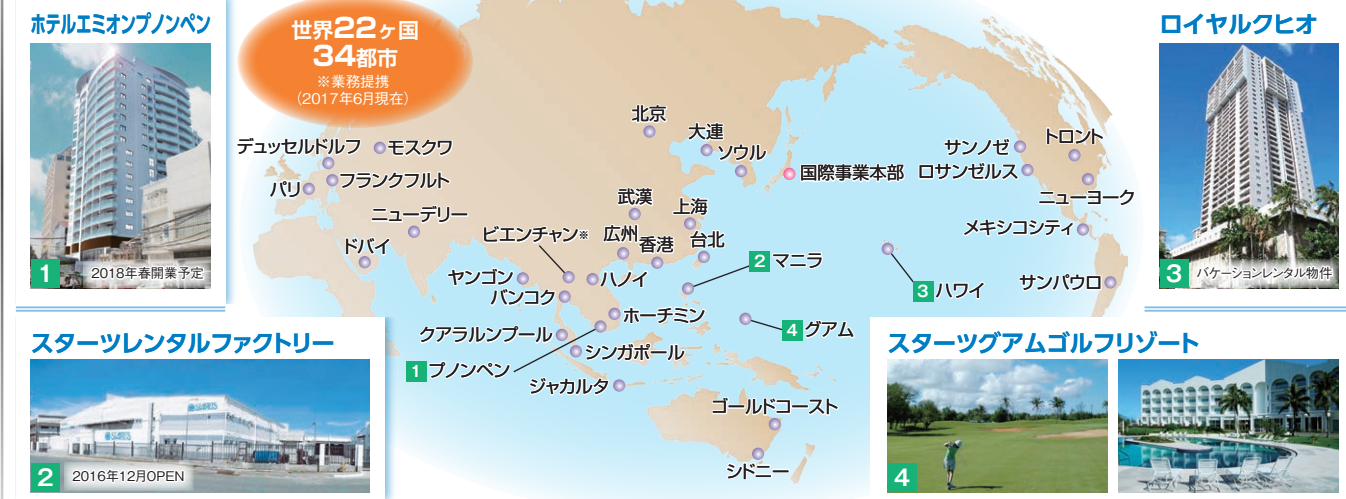 ホテルエミオンプノンペン
1
2018年春開業予定
世界22ヶ国
34都市
※業務提携
(2017年6月現在)
ロイヤルクヒオ
3
バケーションレンタル物件
北京
大連
ソウル
国際事業本部
デュッセルドルフ
モスクワ
パリ
フランクフルト
ニューデリー
ドバイ
武漢
上海
ビエンチャン※
広州
香港
台北
ヤンゴン
ハノイ
バンコク
2 マニラ
ホーチミン
クアラルンプール
シンガポール
1 プノンペン
ジャカルタ
4 グアム
3 ハワイ
サンノゼ
トロント
ロサンゼルス
ニューヨーク
メキシコシティ
サンパウロ
ゴールドコースト
シドニー
スターツレンタルファクトリー
STARTS
STARTS
2
2016年12月OPEN
スターツグアムゴルフリゾート
4